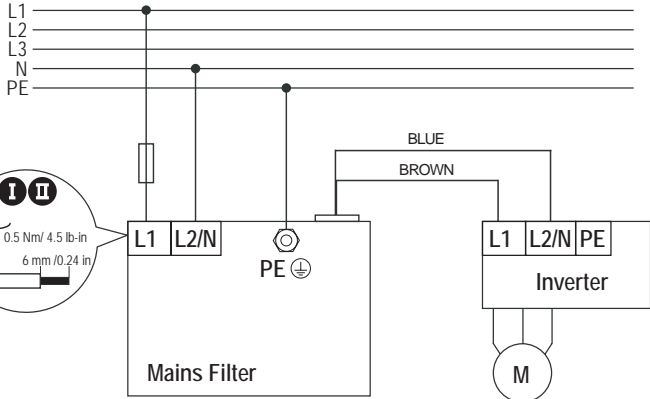 L1
L2
L3
N
PE
BLUE
BROWN
I II
0.5 Nm/ 4.5 lb-in
6 mm /0.24 in
L1 L2/N
PE
L1 L2/N PE
Inverter
Mains Filter
M